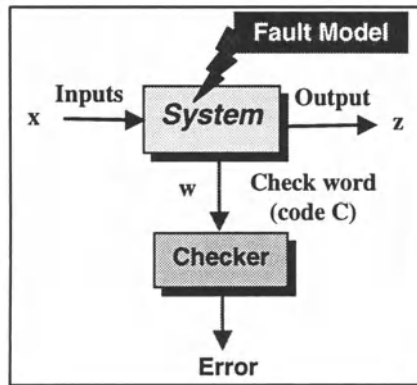 Fault Model
Inputs
Output
x
System
z
w
Check word
(code C)
Checker
Error